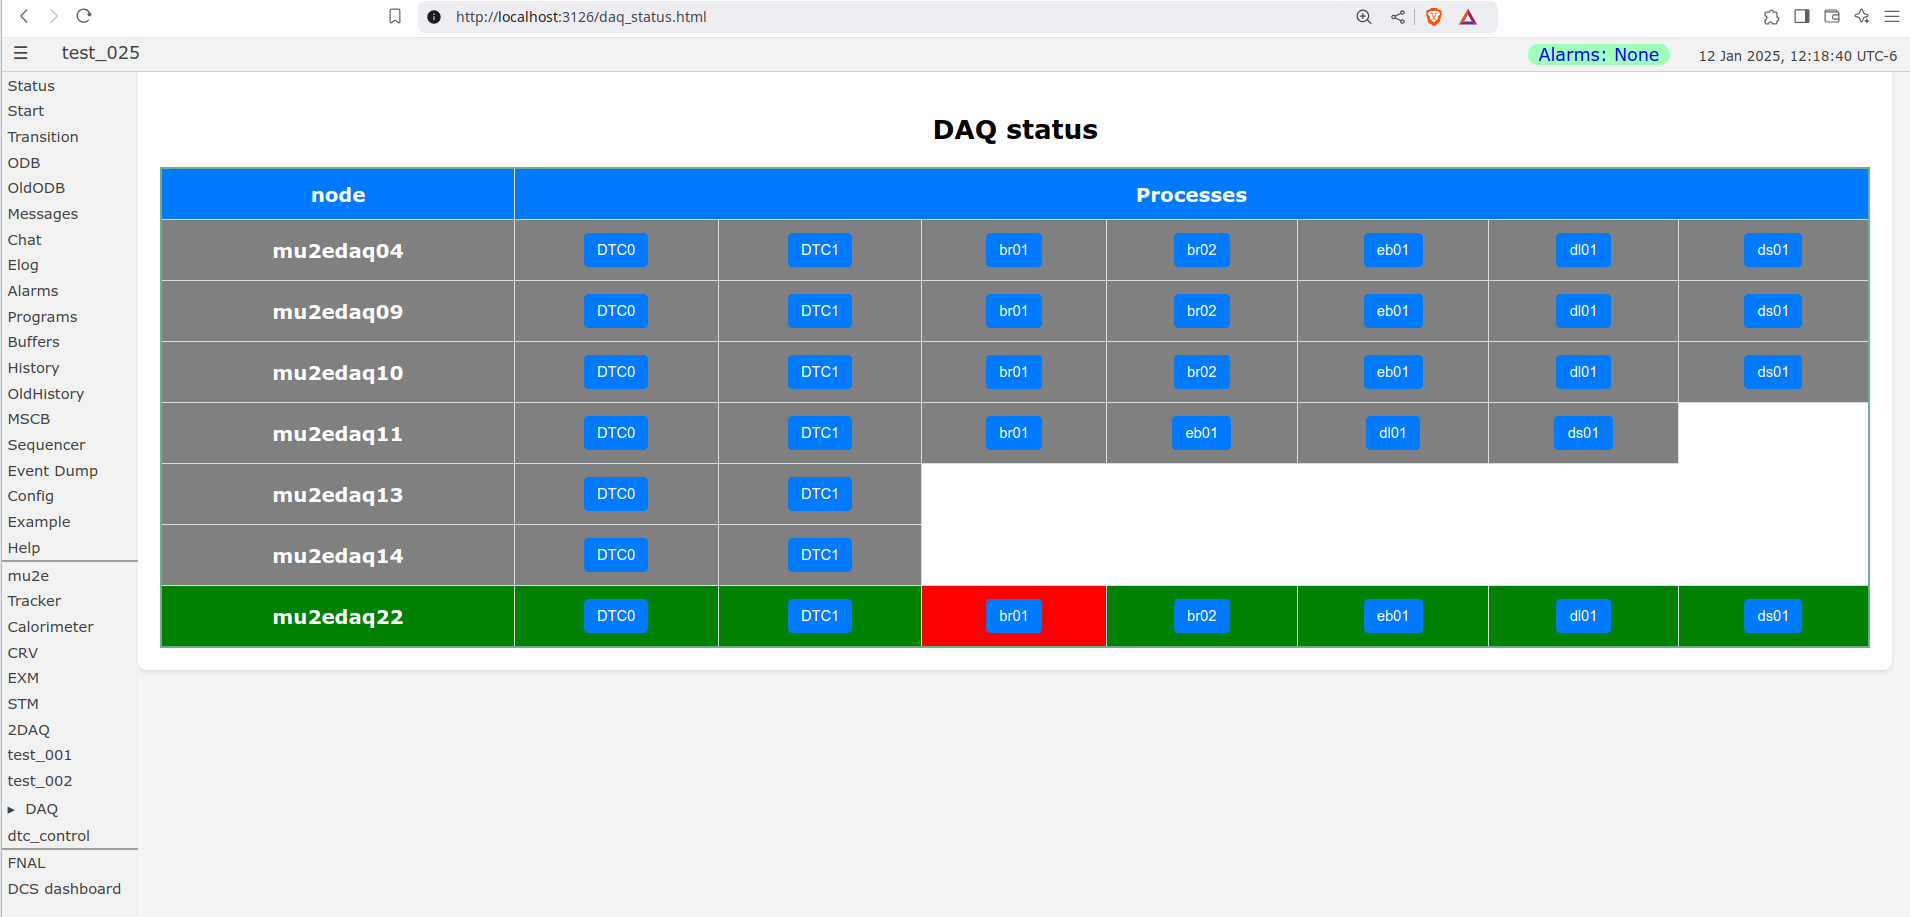 http://localhost:3126/daq_status.html
☰ test_025 Alarms: None 12 Jan 2025, 12:18:40 UTC-6
Status
Start
Transition
ODB
OldODB
Messages
Chat
Elog
Alarms
Programs
Buffers
History
OldHistory
MSCB
Sequencer
Event Dump
Config
Example
Help
mu2e
Tracker
Calorimeter
CRV
EXM
STM
2DAQ
test_001
test_002
▸ DAQ
dtc_control
FNAL
DCS dashboard
DAQ status
node Processes
mu2edaq04 DTC0 DTC1 br01 br02 eb01 dl01 ds01
mu2edaq09 DTC0 DTC1 br01 br02 eb01 dl01 ds01
mu2edaq10 DTC0 DTC1 br01 br02 eb01 dl01 ds01
mu2edaq11 DTC0 DTC1 br01 eb01 dl01 ds01
mu2edaq13 DTC0 DTC1
mu2edaq14 DTC0 DTC1
mu2edaq22 DTC0 DTC1 br01 br02 eb01 dl01 ds01